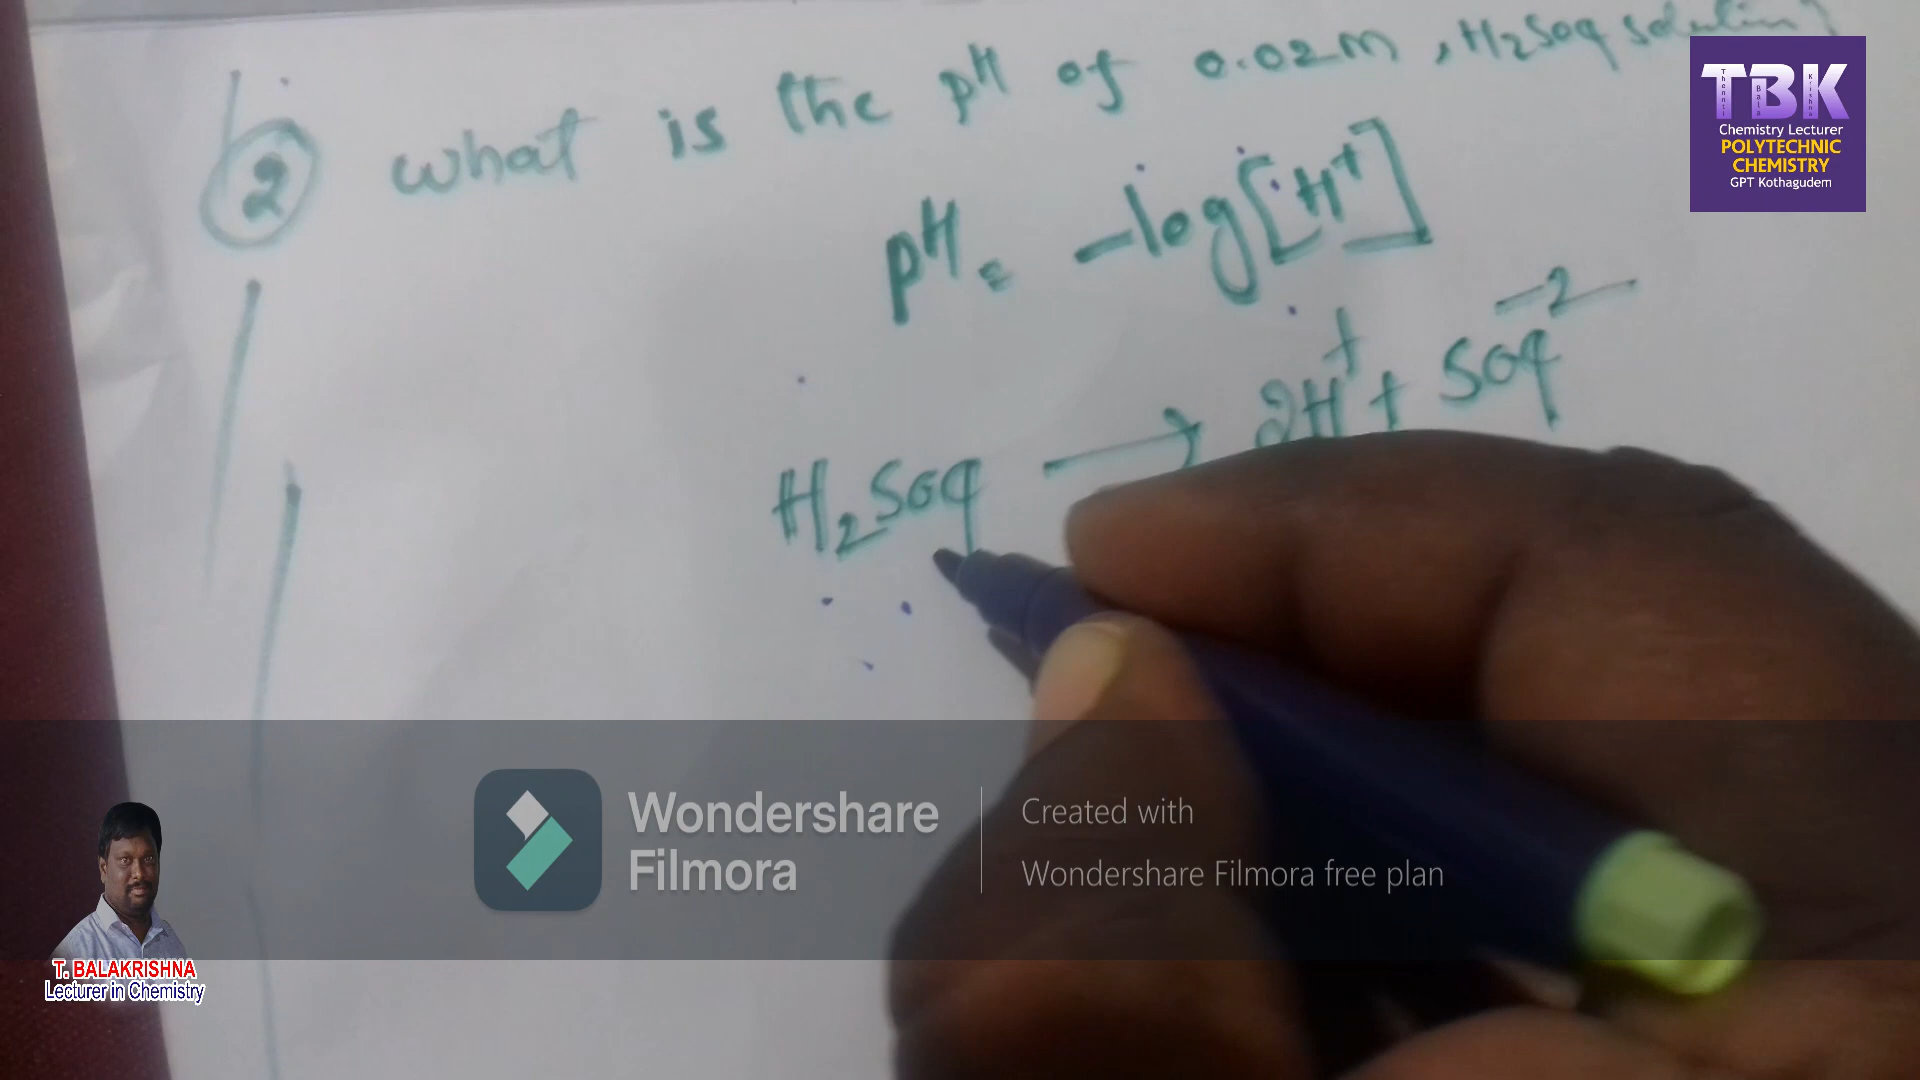 ② what is the pH of 0.02m, H2SO4 solution?
pH = -log[H+]
H2SO4 → 2H+ + SO4-2
TBK
Chemistry Lecturer
POLYTECHNIC
CHEMISTRY
GPT Kothagudem
Wondershare
Filmora
Created with
Wondershare Filmora free plan
T. BALAKRISHNA
Lecturer in Chemistry